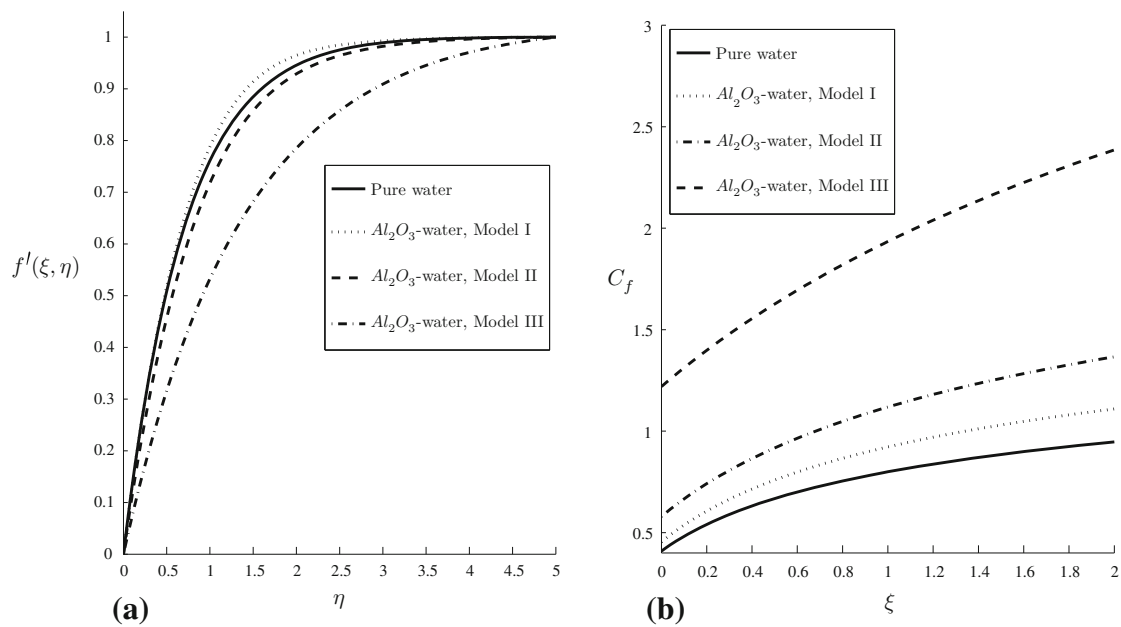 1
0.9
0.8
0.7
0.6
0.5
0.4
0.3
0.2
0.1
0
f'(ξ, η)
Pure water
Al₂O₃-water, Model I
Al₂O₃-water, Model II
Al₂O₃-water, Model III
0 0.5 1 1.5 2 2.5 3 3.5 4 4.5 5
η
(a)
3
2.5
2
1.5
1
0.5
C_f
Pure water
Al₂O₃-water, Model I
Al₂O₃-water, Model II
Al₂O₃-water, Model III
0 0.2 0.4 0.6 0.8 1 1.2 1.4 1.6 1.8 2
ξ
(b)